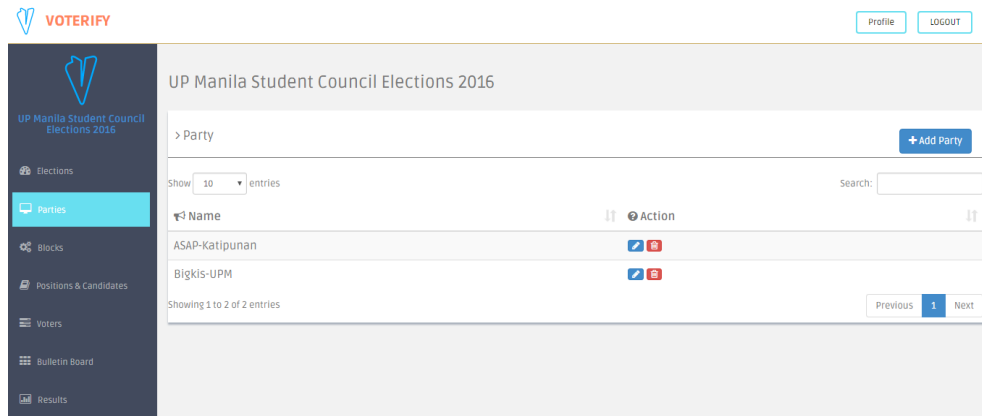 VOTERIFY
Profile
LOGOUT
UP Manila Student Council
Elections 2016
Elections
Parties
Blocks
Positions & Candidates
Voters
Bulletin Board
Results
UP Manila Student Council Elections 2016
> Party
+ Add Party
Show 10 entries
Search:
Name
Action
ASAP-Katipunan
Bigkis-UPM
Showing 1 to 2 of 2 entries
Previous 1 Next